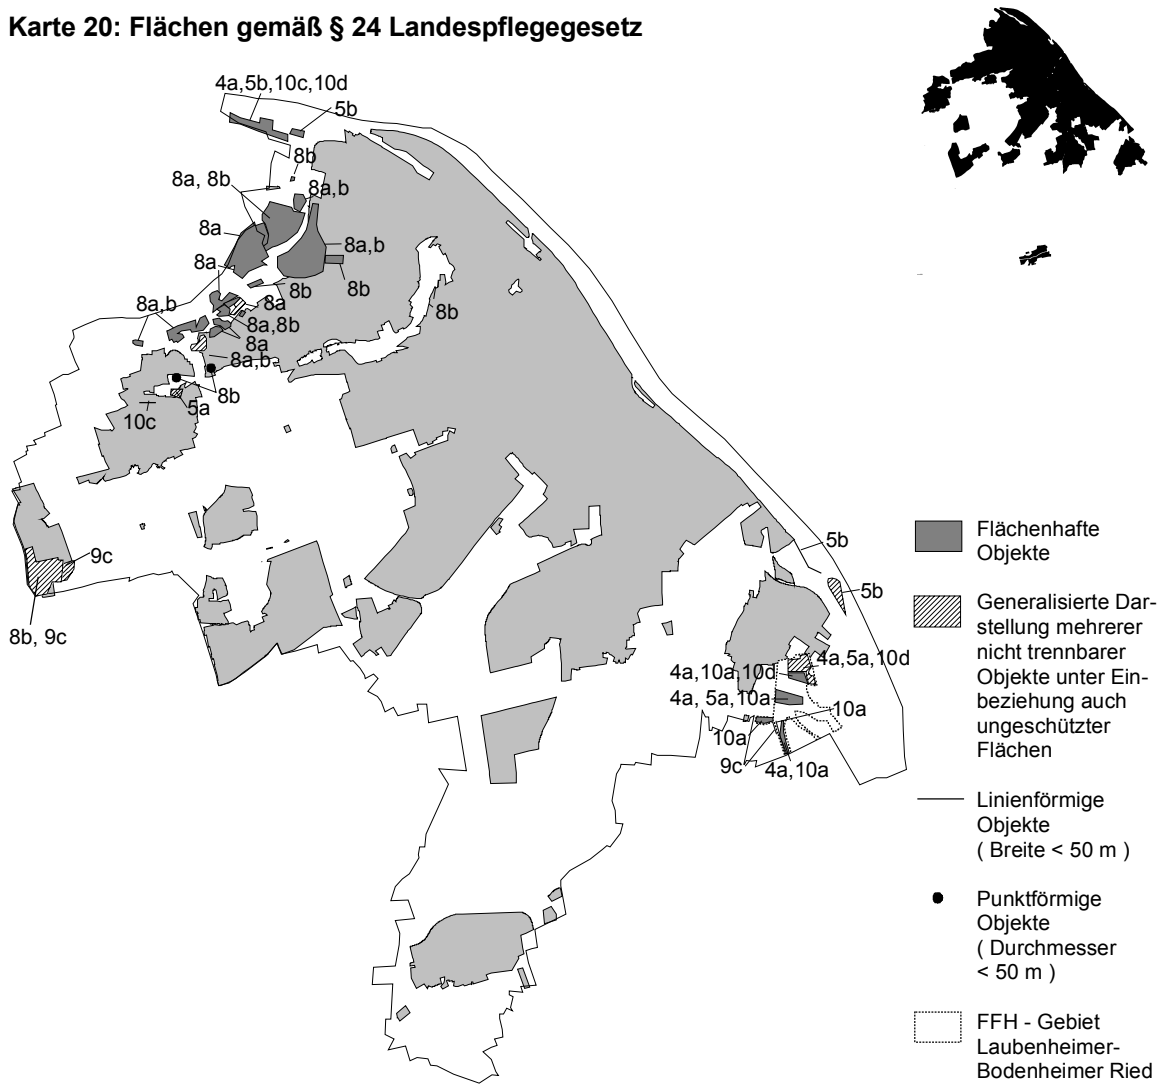 Karte 20: Flächen gemäß § 24 Landespflegegesetz
4a,5b,10c,10d
5b
8b
8a, 8b
8a,b
8a
8a,b
8a
8b
8b
8a,b
8a
8b
8a,8b
8a
8a,b
8b
5a
10c
9c
8b, 9c
5b
5b
4a,5a,10d
4a,10a,10d
4a, 5a,10a
10a
10a
9c
4a,10a
Flächenhafte
Objekte
Generalisierte Dar-
stellung mehrerer
nicht trennbarer
Objekte unter Ein-
beziehung auch
ungeschützter
Flächen
Linienförmige
Objekte
( Breite < 50 m )
Punktförmige
Objekte
( Durchmesser
< 50 m )
FFH - Gebiet
Laubenheimer-
Bodenheimer Ried